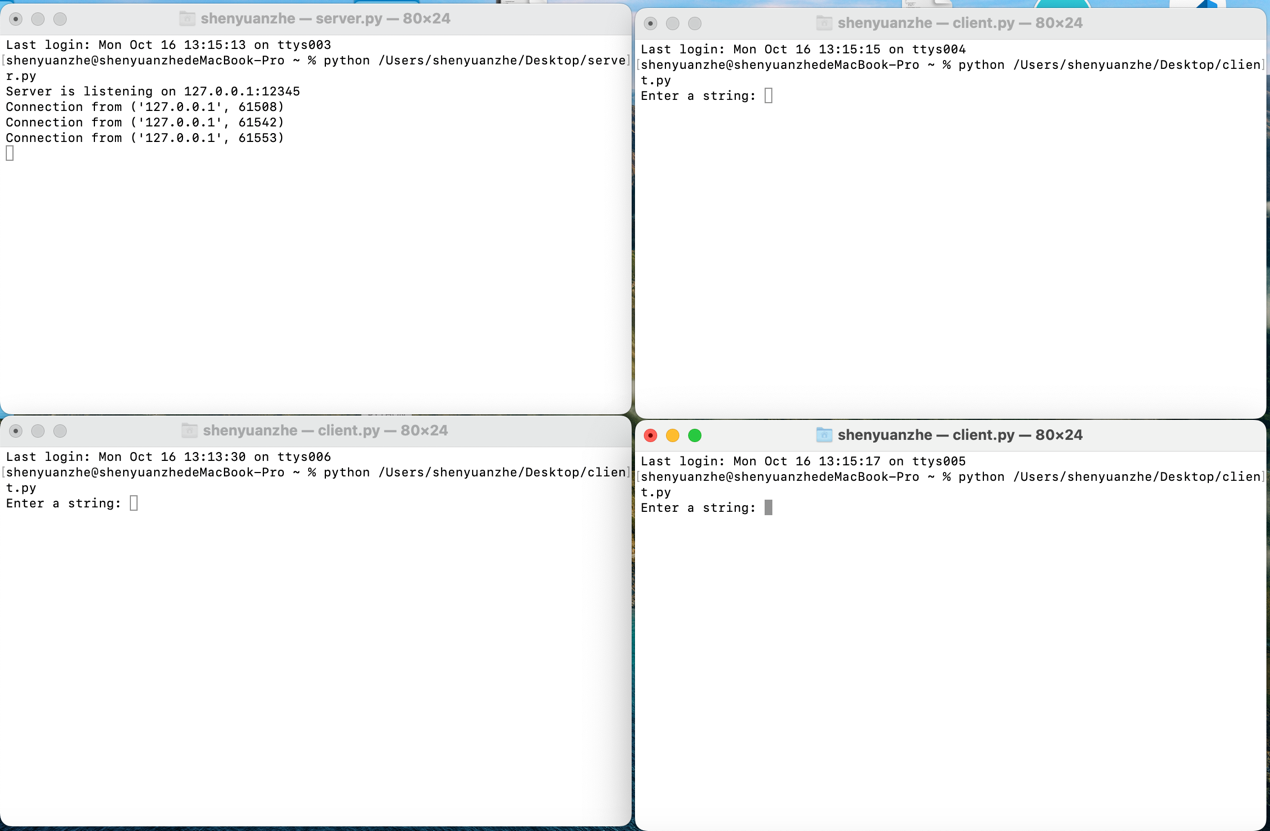 shenyuanzhe — server.py — 80×24
Last login: Mon Oct 16 13:15:13 on ttys003
[shenyuanzhe@shenyuanzhedeMacBook-Pro ~ % python /Users/shenyuanzhe/Desktop/serve]
r.py
Server is listening on 127.0.0.1:12345
Connection from ('127.0.0.1', 61508)
Connection from ('127.0.0.1', 61542)
Connection from ('127.0.0.1', 61553)
shenyuanzhe — client.py — 80×24
Last login: Mon Oct 16 13:15:15 on ttys004
[shenyuanzhe@shenyuanzhedeMacBook-Pro ~ % python /Users/shenyuanzhe/Desktop/clien]
t.py
Enter a string:
shenyuanzhe — client.py — 80×24
Last login: Mon Oct 16 13:13:30 on ttys006
[shenyuanzhe@shenyuanzhedeMacBook-Pro ~ % python /Users/shenyuanzhe/Desktop/clien]
t.py
Enter a string:
shenyuanzhe — client.py — 80×24
Last login: Mon Oct 16 13:15:17 on ttys005
[shenyuanzhe@shenyuanzhedeMacBook-Pro ~ % python /Users/shenyuanzhe/Desktop/clien]
t.py
Enter a string: